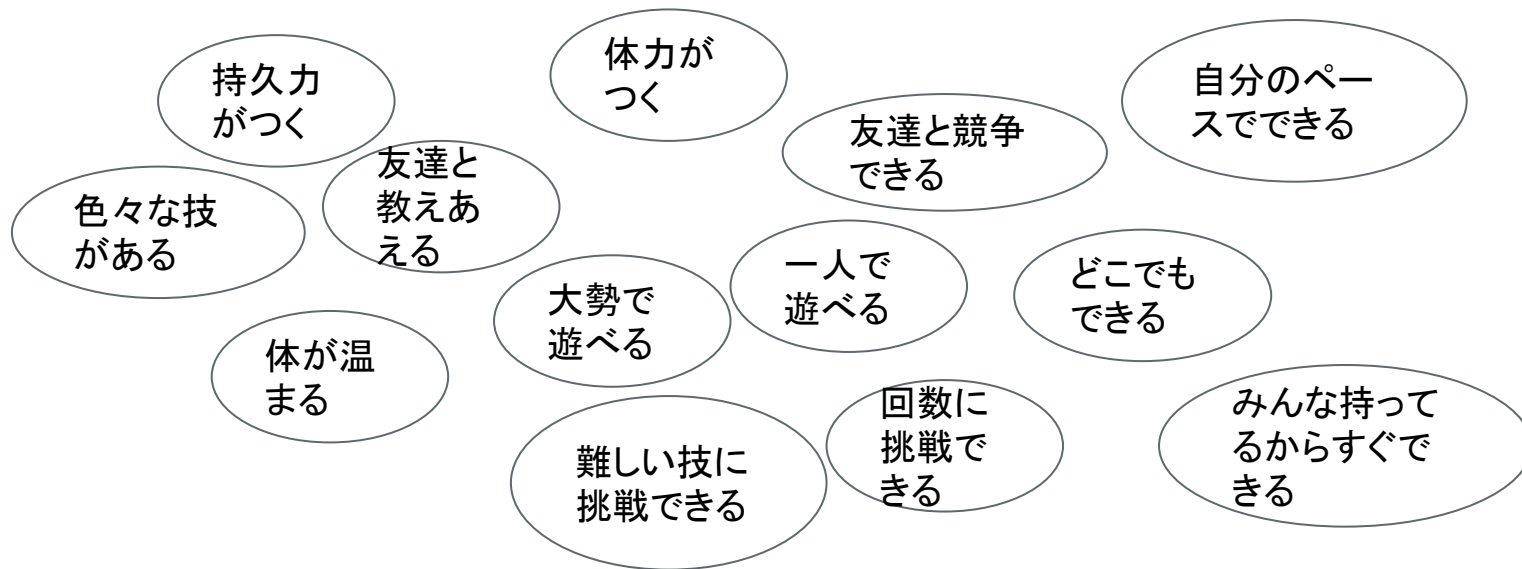 持久力
がつく
体力が
つく
友達と競争
できる
自分のペー
スでできる
色々な技
がある
友達と
教えあ
える
大勢で
遊べる
一人で
遊べる
どこでも
できる
体が温
まる
難しい技に
挑戦できる
回数に
挑戦で
きる
みんな持って
るからすぐで
きる